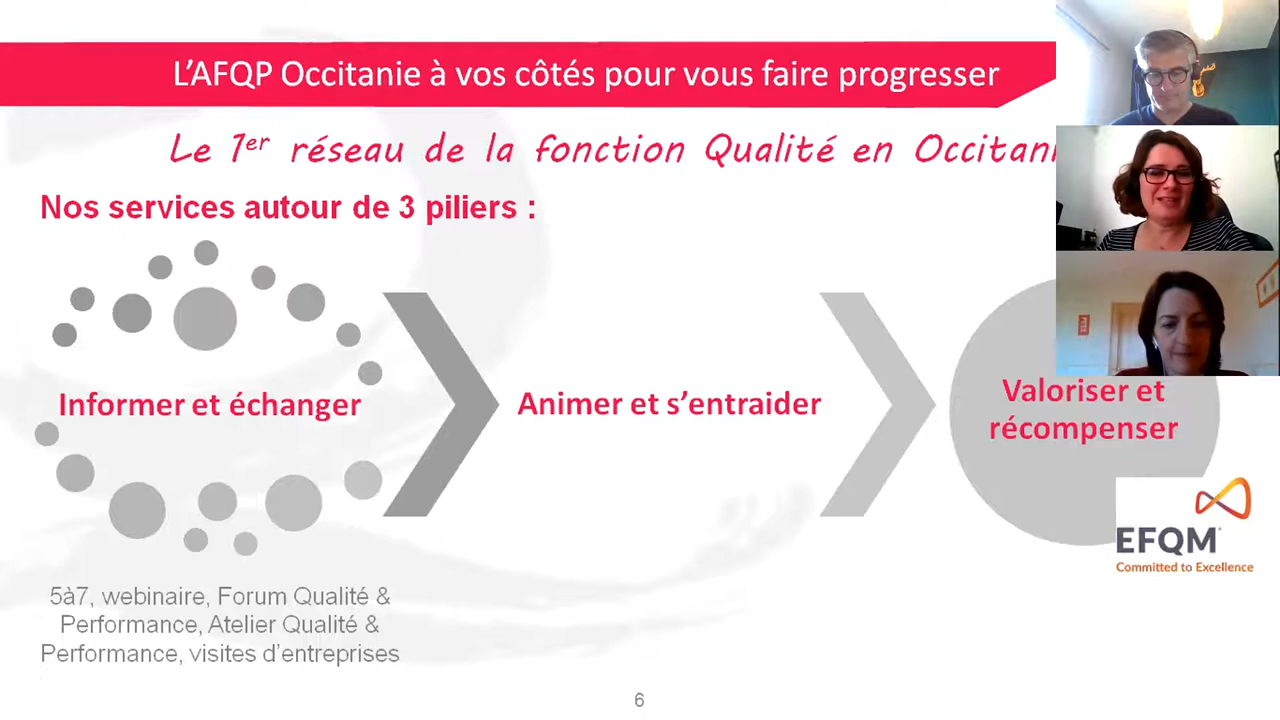 L'AFQP Occitanie à vos côtés pour vous faire progresser
Le 1er réseau de la fonction Qualité en Occitani
Nos services autour de 3 piliers :
Informer et échanger
Animer et s'entraider
Valoriser et
récompenser
EFQM
Committed to Excellence
5à7, webinaire, Forum Qualité &
Performance, Atelier Qualité &
Performance, visites d'entreprises
6